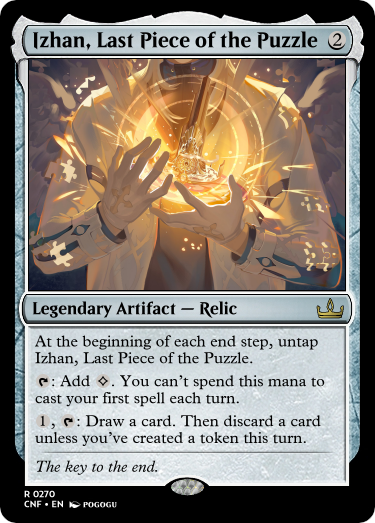 Izhan, Last Piece of the Puzzle 2
Legendary Artifact — Relic
At the beginning of each end step, untap
Izhan, Last Piece of the Puzzle.
: Add . You can't spend this mana to
cast your first spell each turn.
1, : Draw a card. Then discard a card
unless you've created a token this turn.
The key to the end.
R 0270
CNF • EN POGOGU